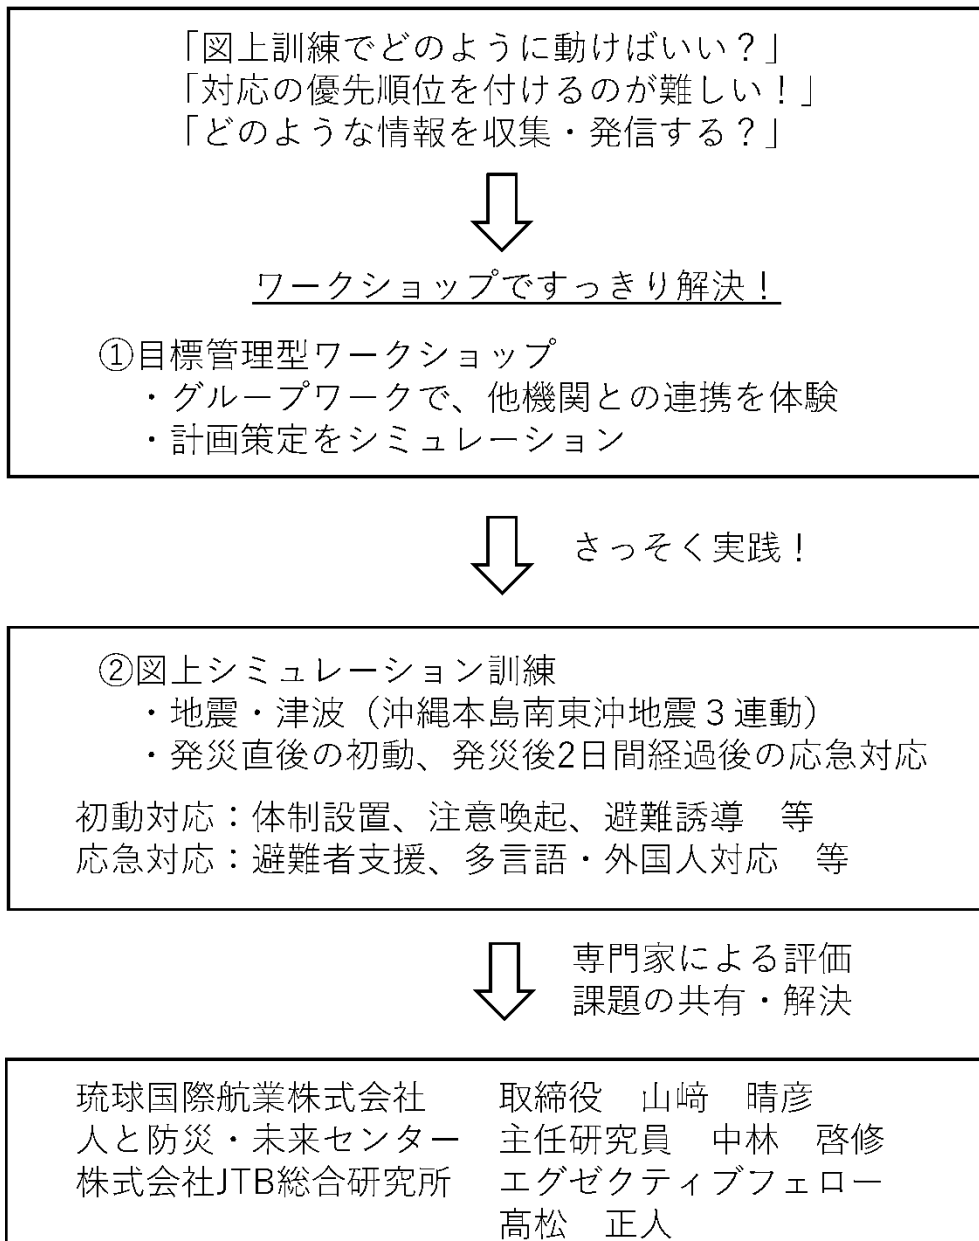 「図上訓練でどのように動けばいい？」
「対応の優先順位を付けるのが難しい！」
「どのような情報を収集・発信する？」
ワークショップですっきり解決！
①目標管理型ワークショップ
・グループワークで、他機関との連携を体験
・計画策定をシミュレーション
さっそく実践！
②図上シミュレーション訓練
・地震・津波（沖縄本島南東沖地震３連動）
・発災直後の初動、発災後2日間経過後の応急対応
初動対応：体制設置、注意喚起、避難誘導　等
応急対応：避難者支援、多言語・外国人対応　等
専門家による評価
課題の共有・解決
琉球国際航業株式会社　取締役　山﨑　晴彦
人と防災・未来センター　主任研究員　中林　啓修
株式会社JTB総合研究所　エグゼクティブフェロー
髙松　正人